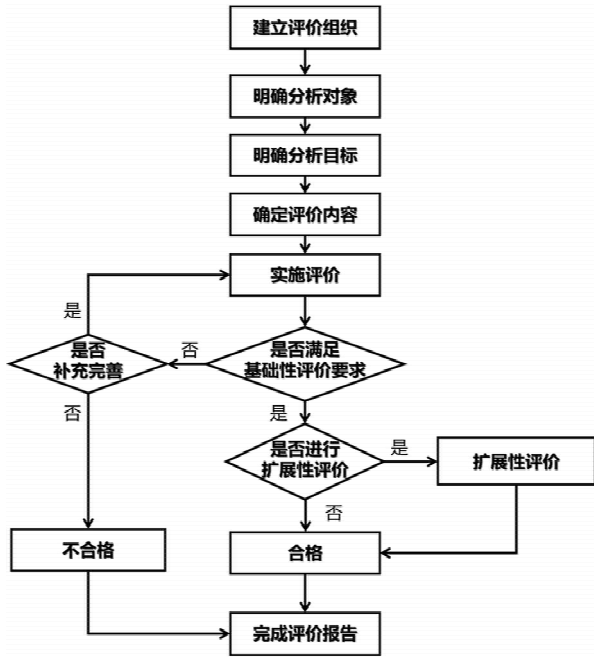 建立评价组织
明确分析对象
明确分析目标
确定评价内容
实施评价
是
是否
补充完善
否
是否满足
基础性评价要求
否
是
是否进行
扩展性评价
是
扩展性评价
否
不合格
合格
完成评价报告